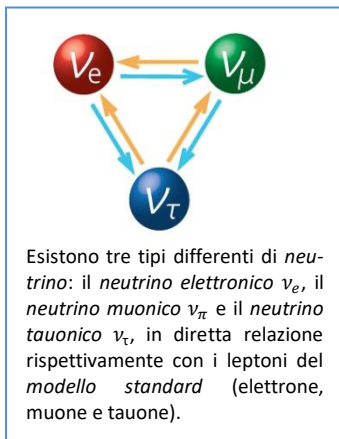 νe νμ
ντ
Esistono tre tipi differenti di neu-
trino: il neutrino elettronico νe, il
neutrino muonico νπ e il neutrino
tauonico ντ, in diretta relazione
rispettivamente con i leptoni del
modello standard (elettrone,
muone e tauone).